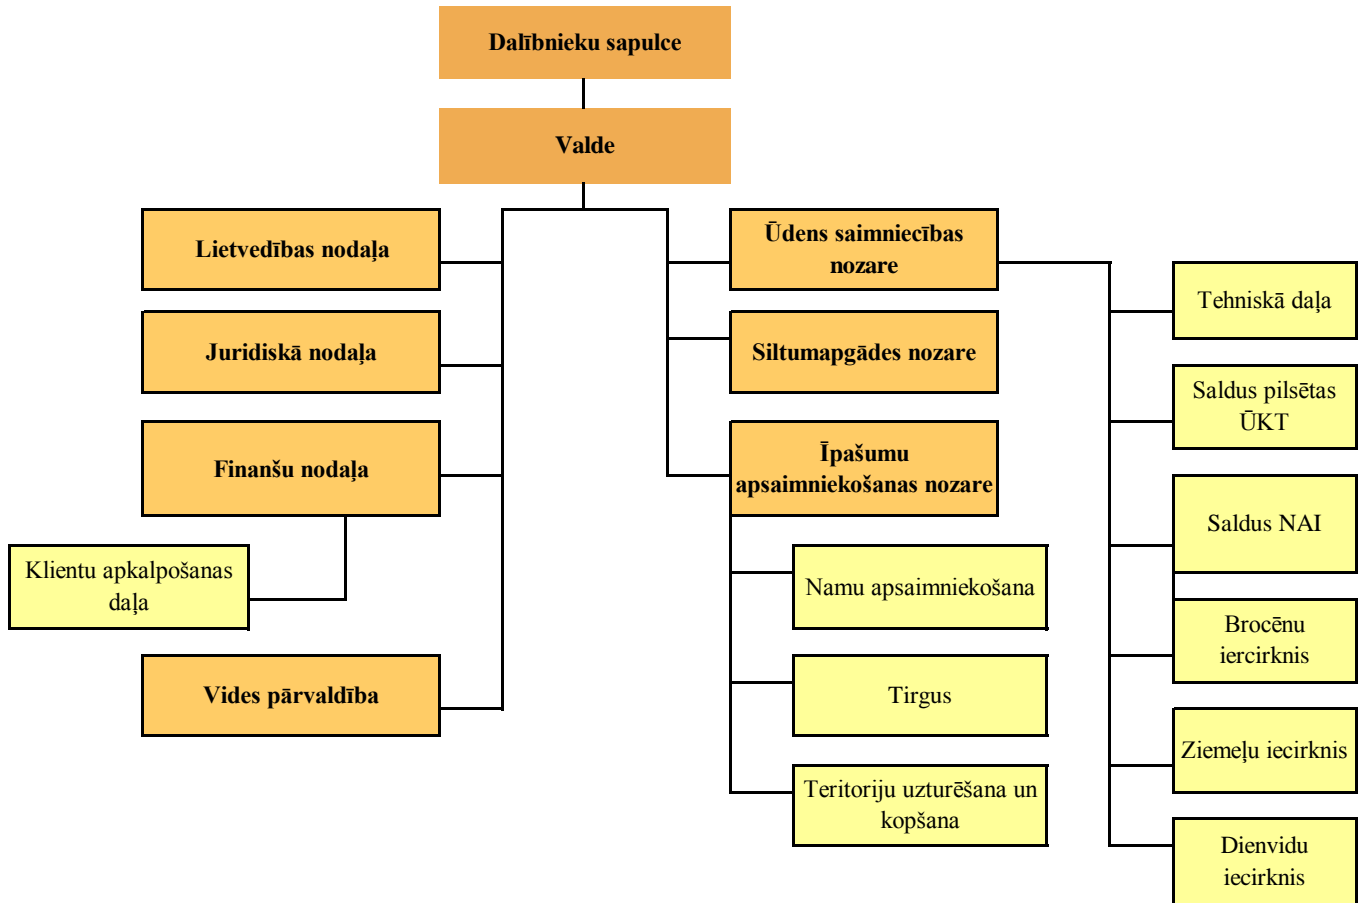 Dalībnieku sapulce
Valde
Lietvedības nodaļa
Juridiskā nodaļa
Finanšu nodaļa
Klientu apkalpošanas
daļa
Vides pārvaldība
Ūdens saimniecības
nozare
Siltumapgādes nozare
Īpašumu
apsaimniekošanas nozare
Namu apsaimniekošana
Tirgus
Teritoriju uzturēšana un
kopšana
Tehniskā daļa
Saldus pilsētas
ŪKT
Saldus NAI
Brocēnu
iercirknis
Ziemeļu iecirknis
Dienvidu
iecirknis